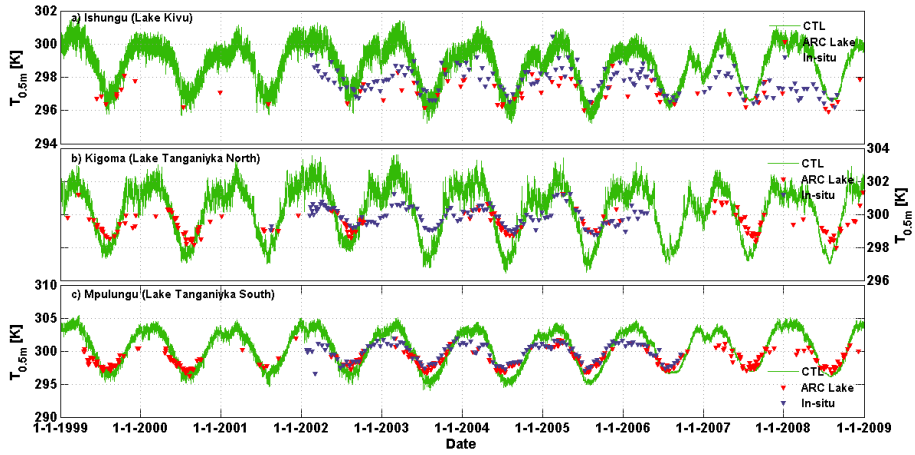 302
a) Ishungu (Lake Kivu)
CTL
ARC Lake
In-situ
300
298
296
294
T0.5m [K]
b) Kigoma (Lake Tanganiyka North)
CTL
ARC Lake
In-situ
304
302
300
298
296
T0.5m [K]
310
c) Mpulungu (Lake Tanganiyka South)
305
300
295
290
T0.5m [K]
CTL
ARC Lake
In-situ
1-1-1999 1-1-2000 1-1-2001 1-1-2002 1-1-2003 1-1-2004 1-1-2005 1-1-2006 1-1-2007 1-1-2008 1-1-2009
Date